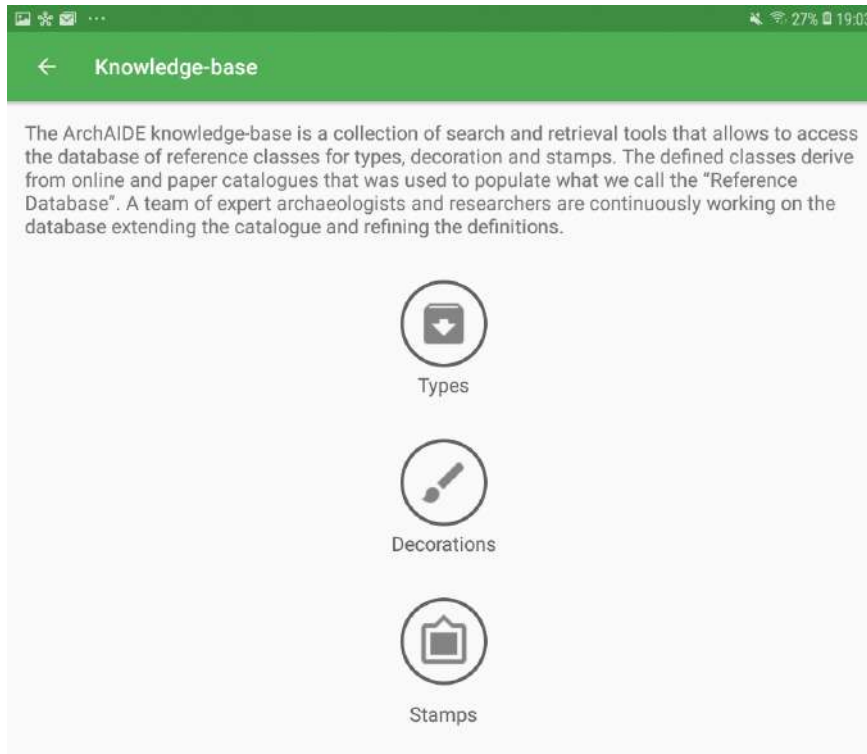 27% 19:03
Knowledge-base
The ArchAIDE knowledge-base is a collection of search and retrieval tools that allows to access
the database of reference classes for types, decoration and stamps. The defined classes derive
from online and paper catalogues that was used to populate what we call the “Reference
Database”. A team of expert archaeologists and researchers are continuously working on the
database extending the catalogue and refining the definitions.
Types
Decorations
Stamps